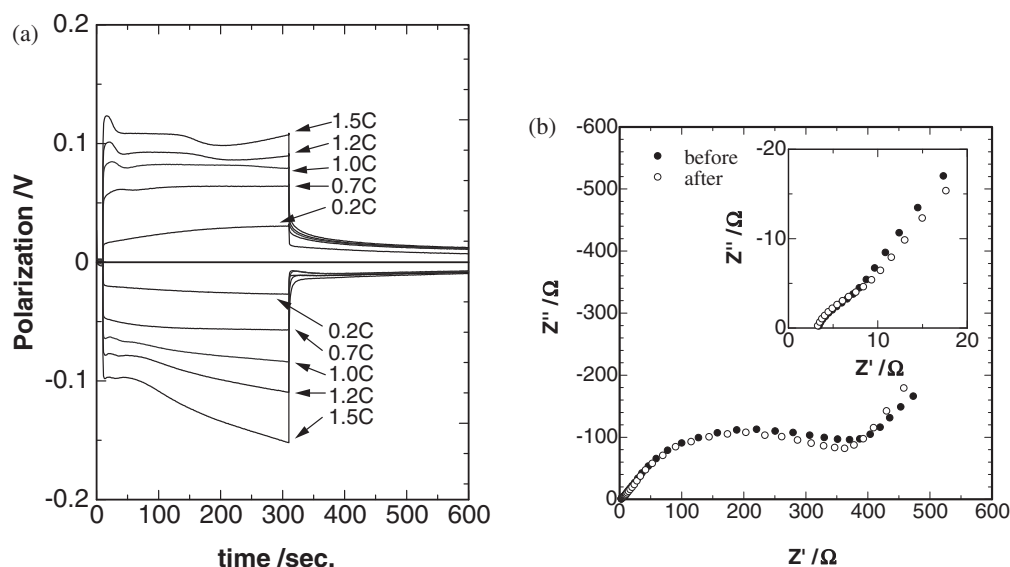 (a)
0.2
0.1
0
-0.1
-0.2
Polarization /V
1.5C
1.2C
1.0C
0.7C
0.2C
0.2C
0.7C
1.0C
1.2C
1.5C
0 100 200 300 400 500 600
time /sec.
(b)
-600
-500
-400
-300
-200
-100
0
Z'' /Ω
before
after
-20
-10
0
Z'' /Ω
0 10 20
Z' /Ω
0 100 200 300 400 500 600
Z' /Ω